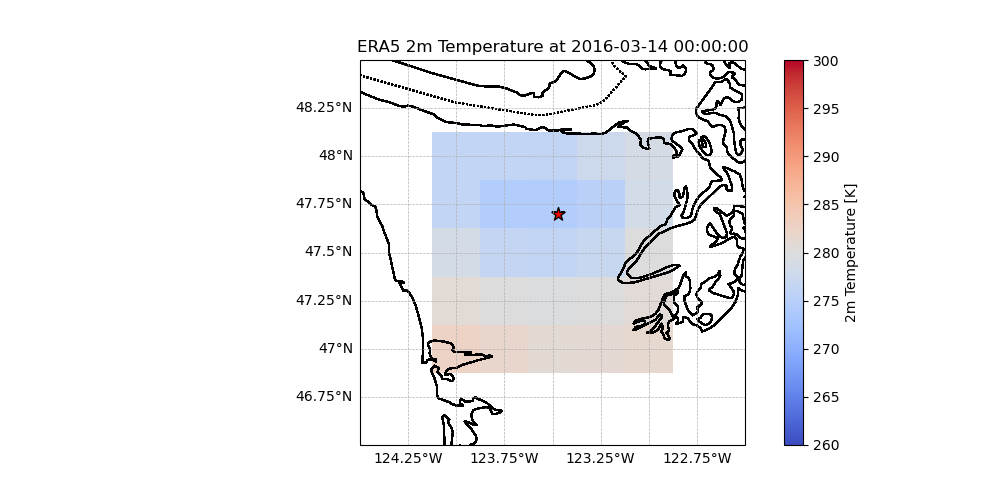 ERA5 2m Temperature at 2016-03-14 00:00:00
48.25°N
48°N
47.75°N
47.5°N
47.25°N
47°N
46.75°N
124.25°W 123.75°W 123.25°W 122.75°W
300
295
290
285
280
275
270
265
260
2m Temperature [K]